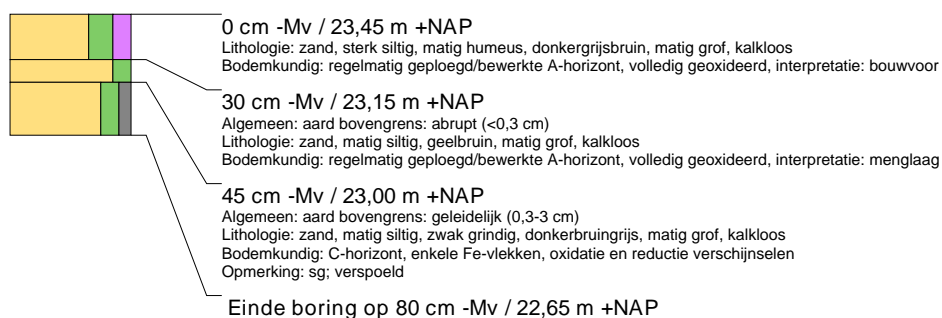 0 cm -Mv / 23,45 m +NAP
Lithologie: zand, sterk siltig, matig humeus, donkergrijsbruin, matig grof, kalkloos
Bodemkundig: regelmatig geploegd/bewerkte A-horizont, volledig geoxideerd, interpretatie: bouwvoor
30 cm -Mv / 23,15 m +NAP
Algemeen: aard bovengrens: abrupt (<0,3 cm)
Lithologie: zand, matig siltig, geelbruin, matig grof, kalkloos
Bodemkundig: regelmatig geploegd/bewerkte A-horizont, volledig geoxideerd, interpretatie: menglaag
45 cm -Mv / 23,00 m +NAP
Algemeen: aard bovengrens: geleidelijk (0,3-3 cm)
Lithologie: zand, matig siltig, zwak grindig, donkerbruingrijs, matig grof, kalkloos
Bodemkundig: C-horizont, enkele Fe-vlekken, oxidatie en reductie verschijnselen
Opmerking: sg; verspoeld
Einde boring op 80 cm -Mv / 22,65 m +NAP